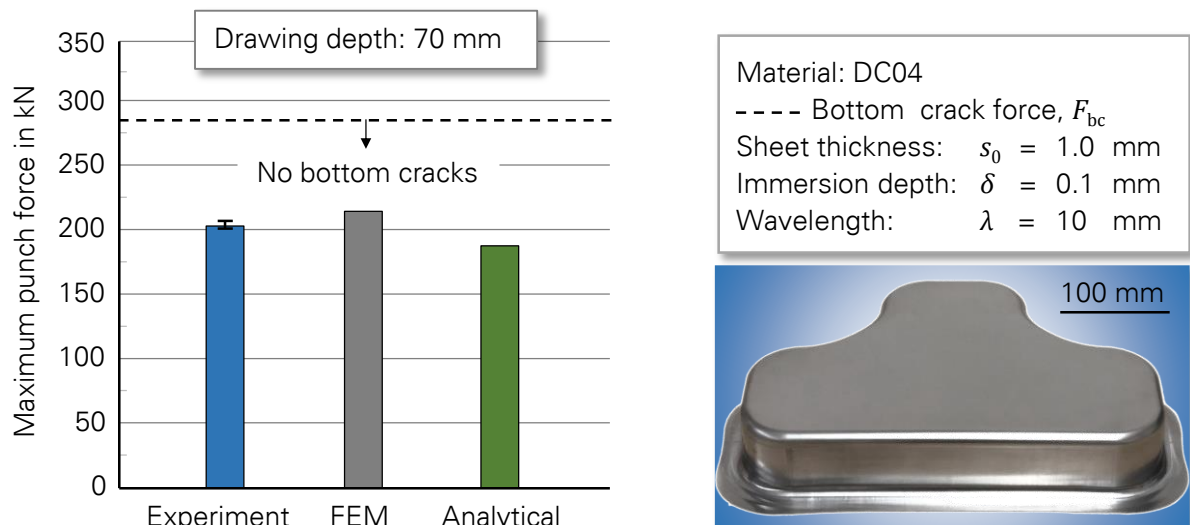 Maximum punch force in kN
350
300
250
200
150
100
50
0
Drawing depth: 70 mm
No bottom cracks
Experiment FEM Analytical
Material: DC04
---- Bottom crack force, F_bc
Sheet thickness: s_0 = 1.0 mm
Immersion depth: δ = 0.1 mm
Wavelength: λ = 10 mm
100 mm